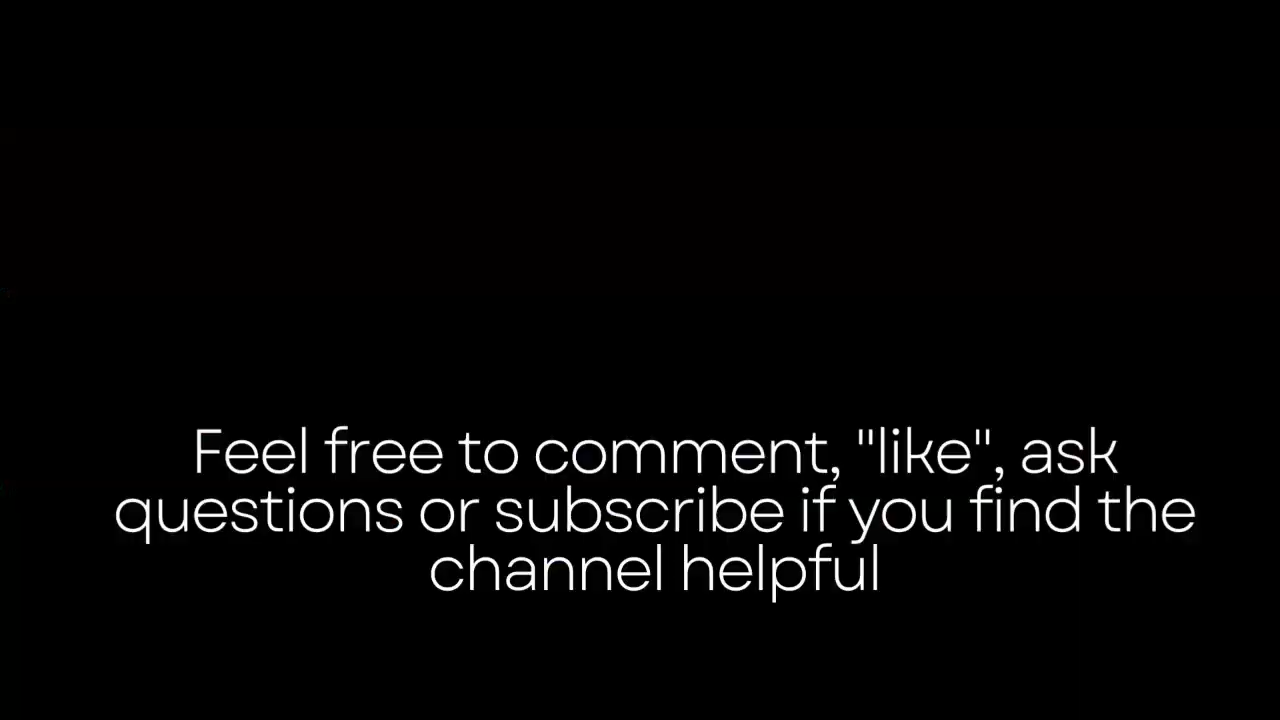 Feel free to comment, "like", ask
questions or subscribe if you find the
channel helpful